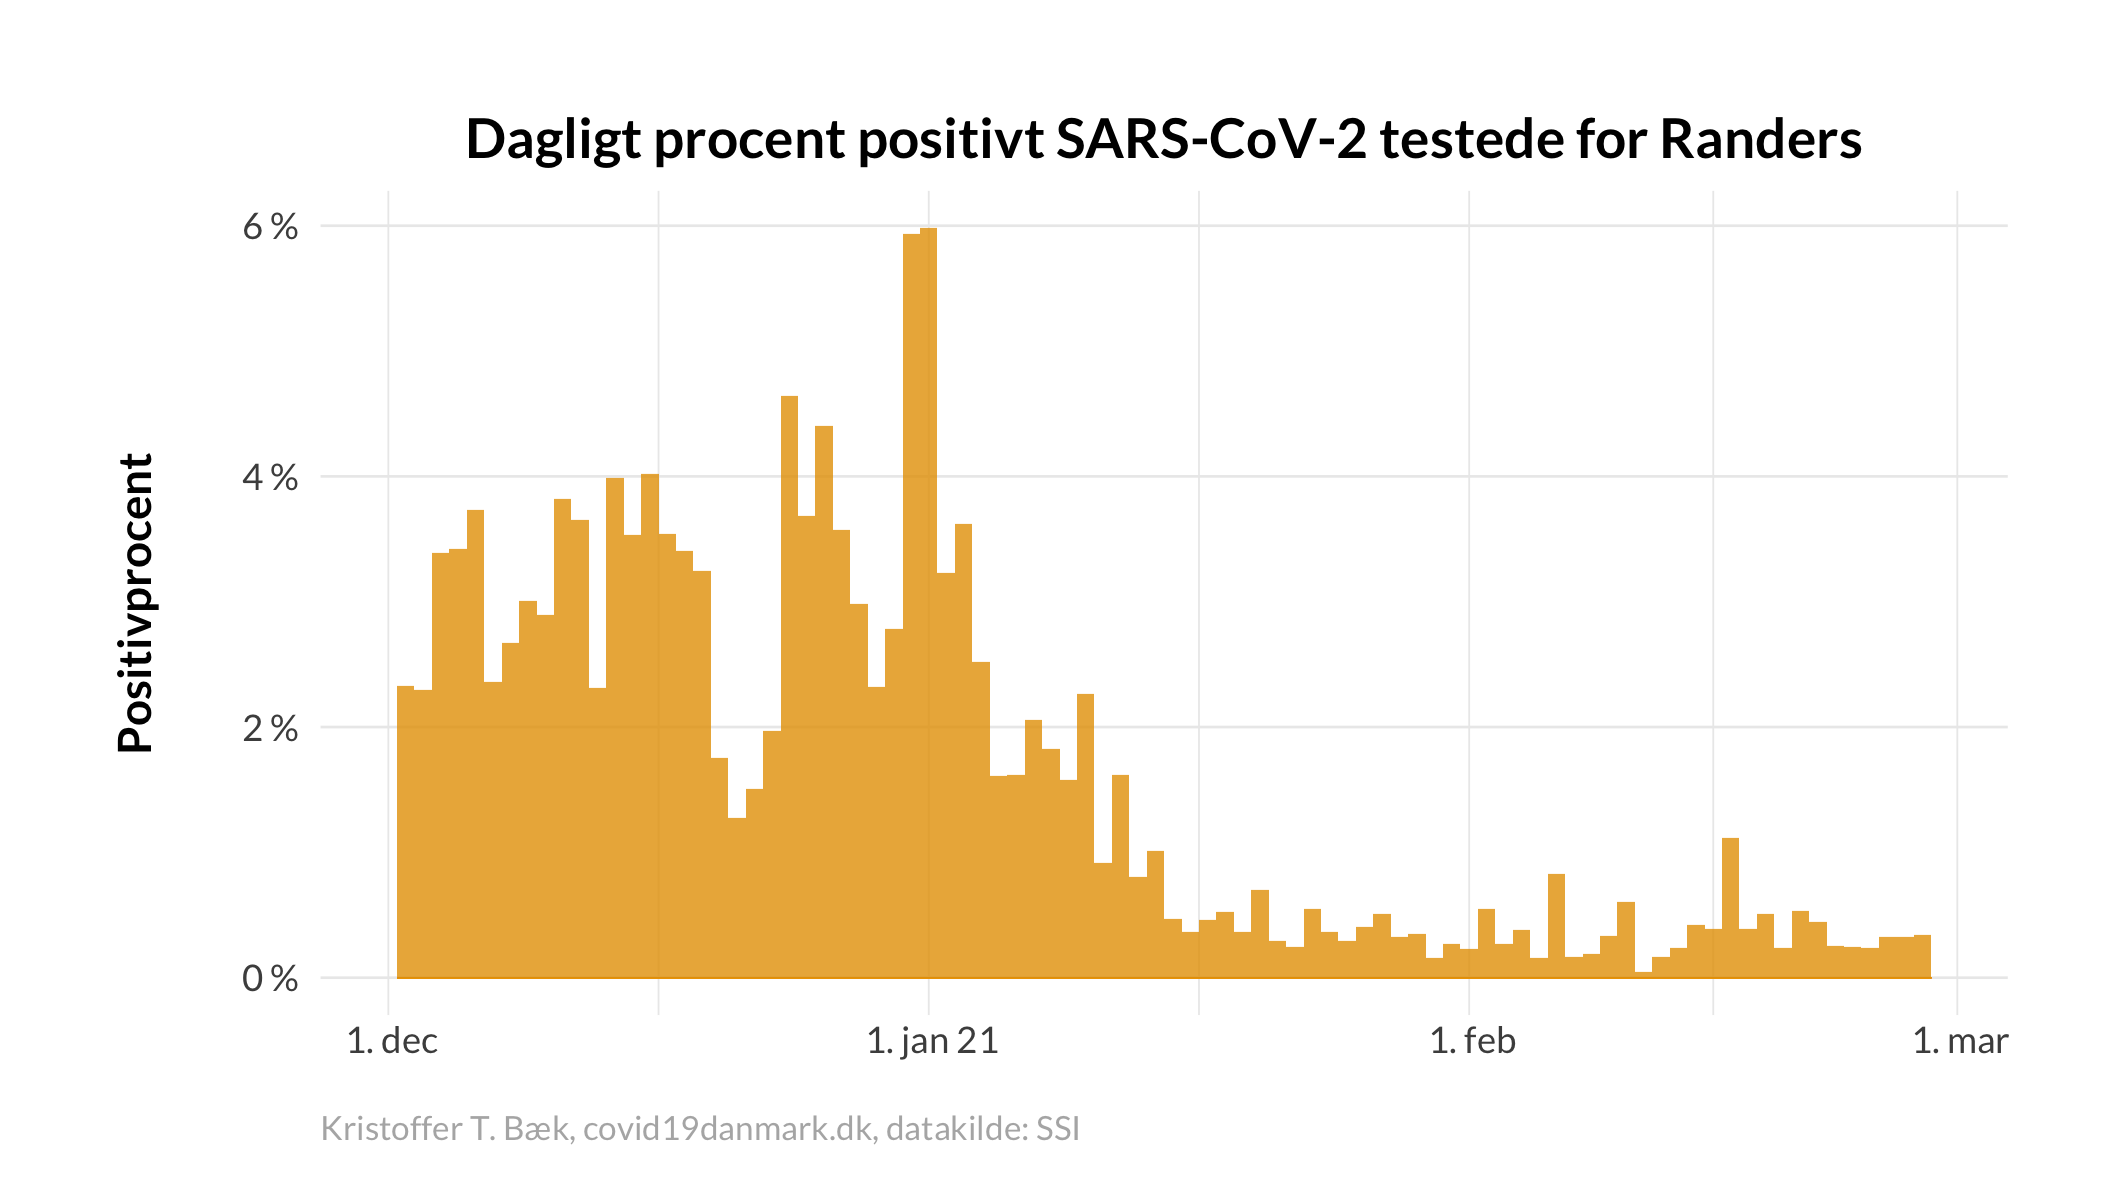 Dagligt procent positivt SARS-CoV-2 testede for Randers
Positivprocent
6 %
4 %
2 %
0 %
1. dec
1. jan 21
1. feb
1. mar
Kristoffer T. Bæk, covid19danmark.dk, datakilde: SSI